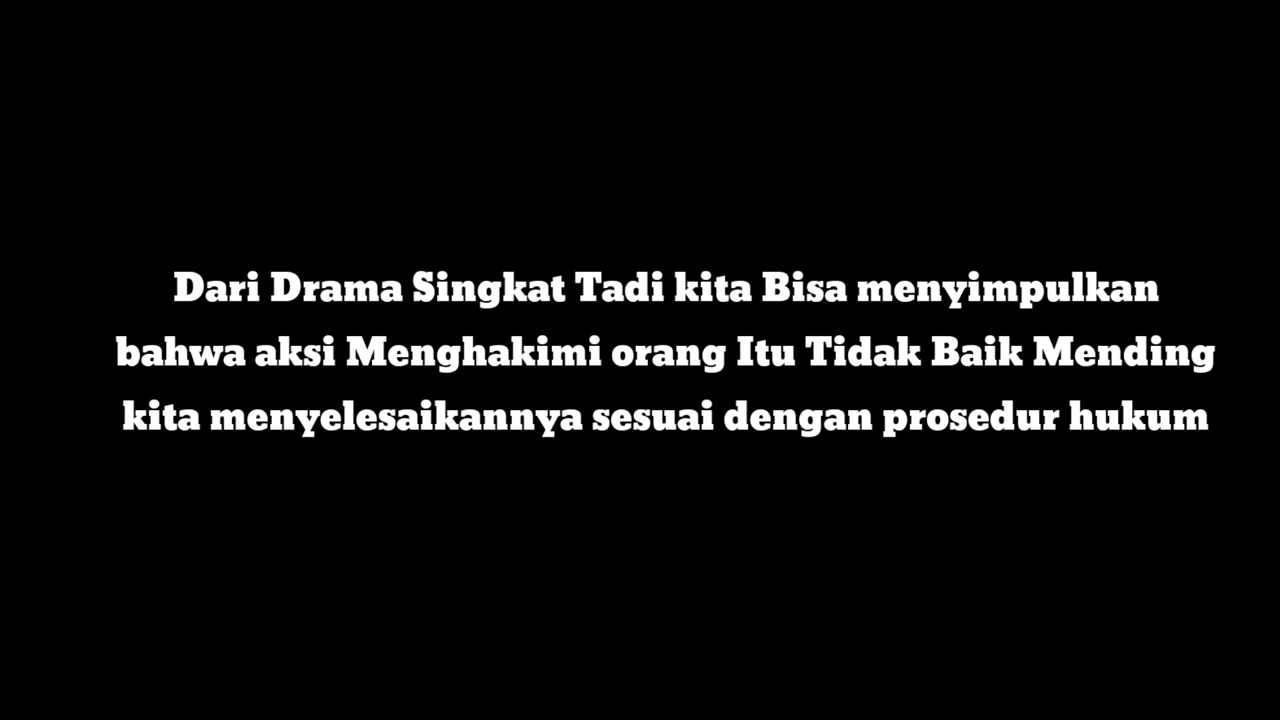 Dari Drama Singkat Tadi kita Bisa menyimpulkan
bahwa aksi Menghakimi orang Itu Tidak Baik Mending
kita menyelesaikannya sesuai dengan prosedur hukum